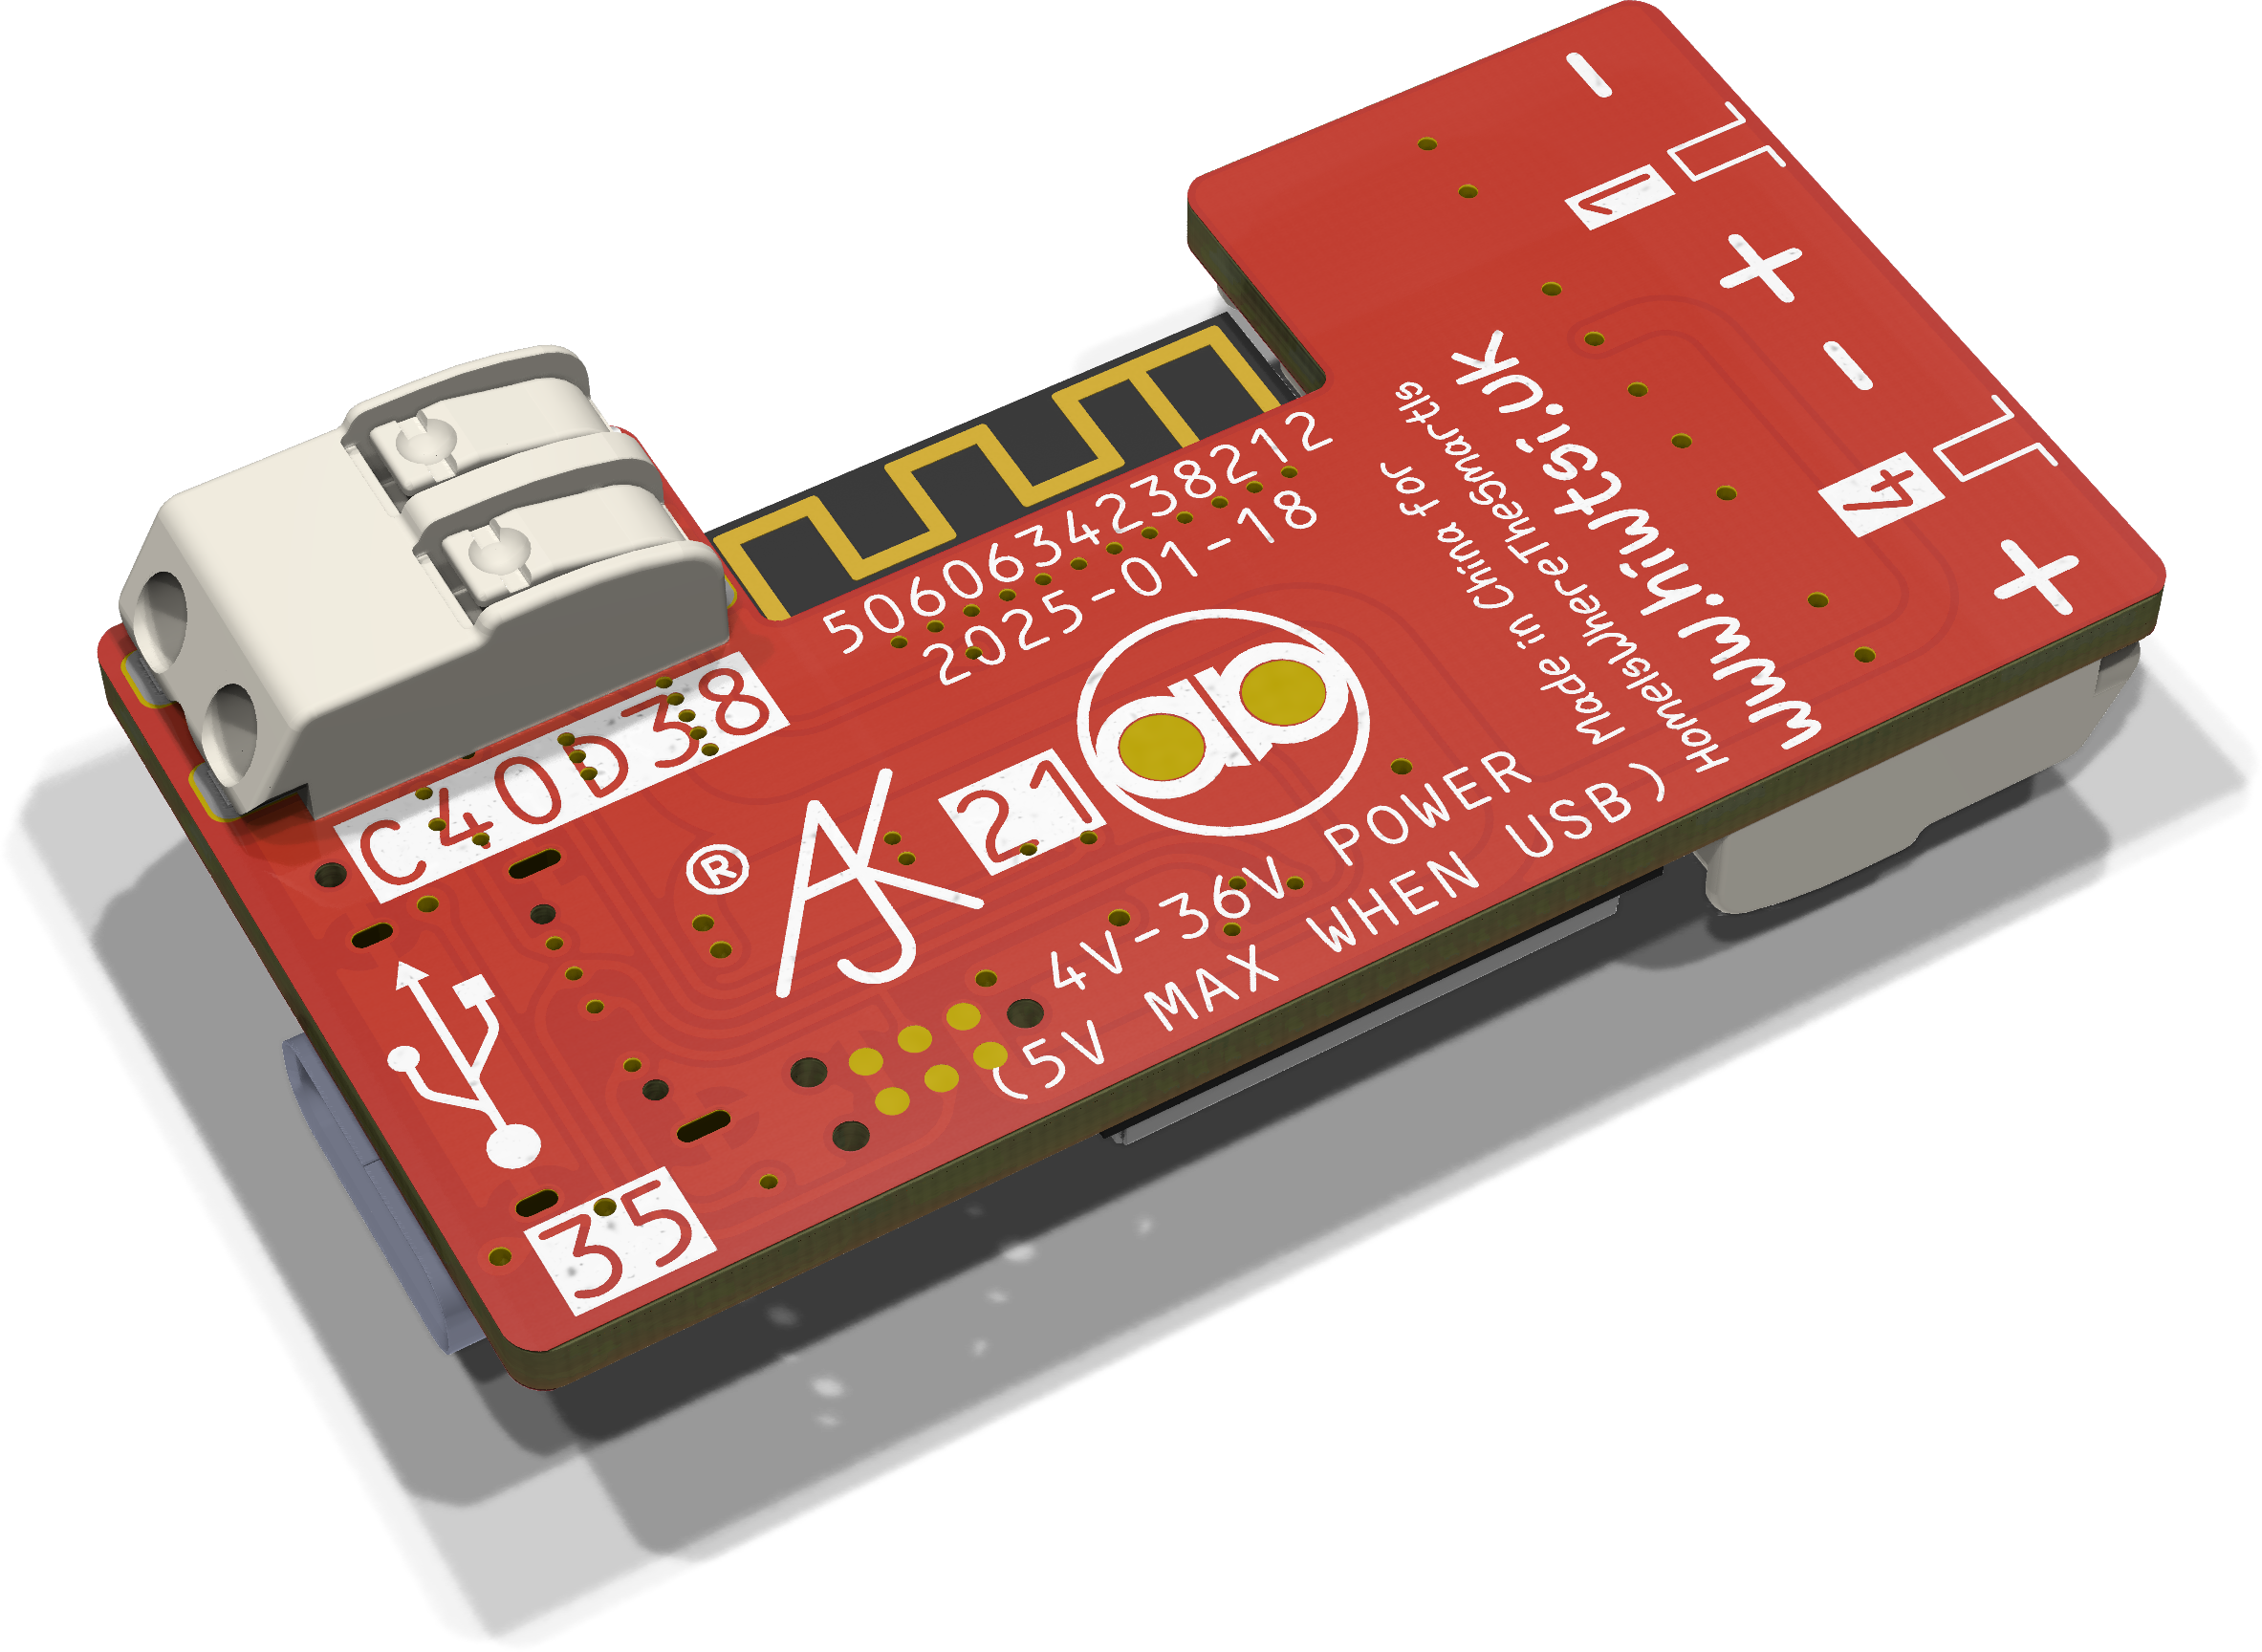 5060634238212
2025-01-18
C40D38
® AJK
21
4V-36V POWER
(5V MAX WHEN USB)
35
Made in China for
HomeIsWhereTheSmartIs
www.hiwtsi.uk
- 1 +
- 4 +